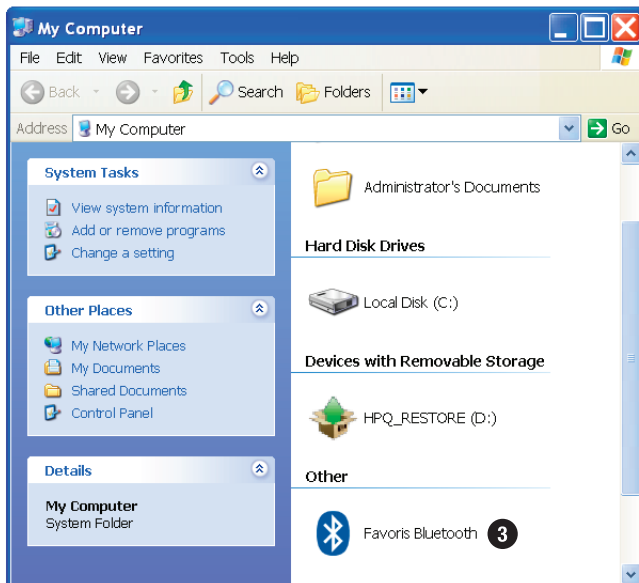 My Computer
File Edit View Favorites Tools Help
Back Search Folders
Address My Computer Go
System Tasks
View system information
Add or remove programs
Change a setting
Other Places
My Network Places
My Documents
Shared Documents
Control Panel
Details
My Computer
System Folder
Administrator's Documents
Hard Disk Drives
Local Disk (C:)
Devices with Removable Storage
HPQ_RESTORE (D:)
Other
Favoris Bluetooth 3